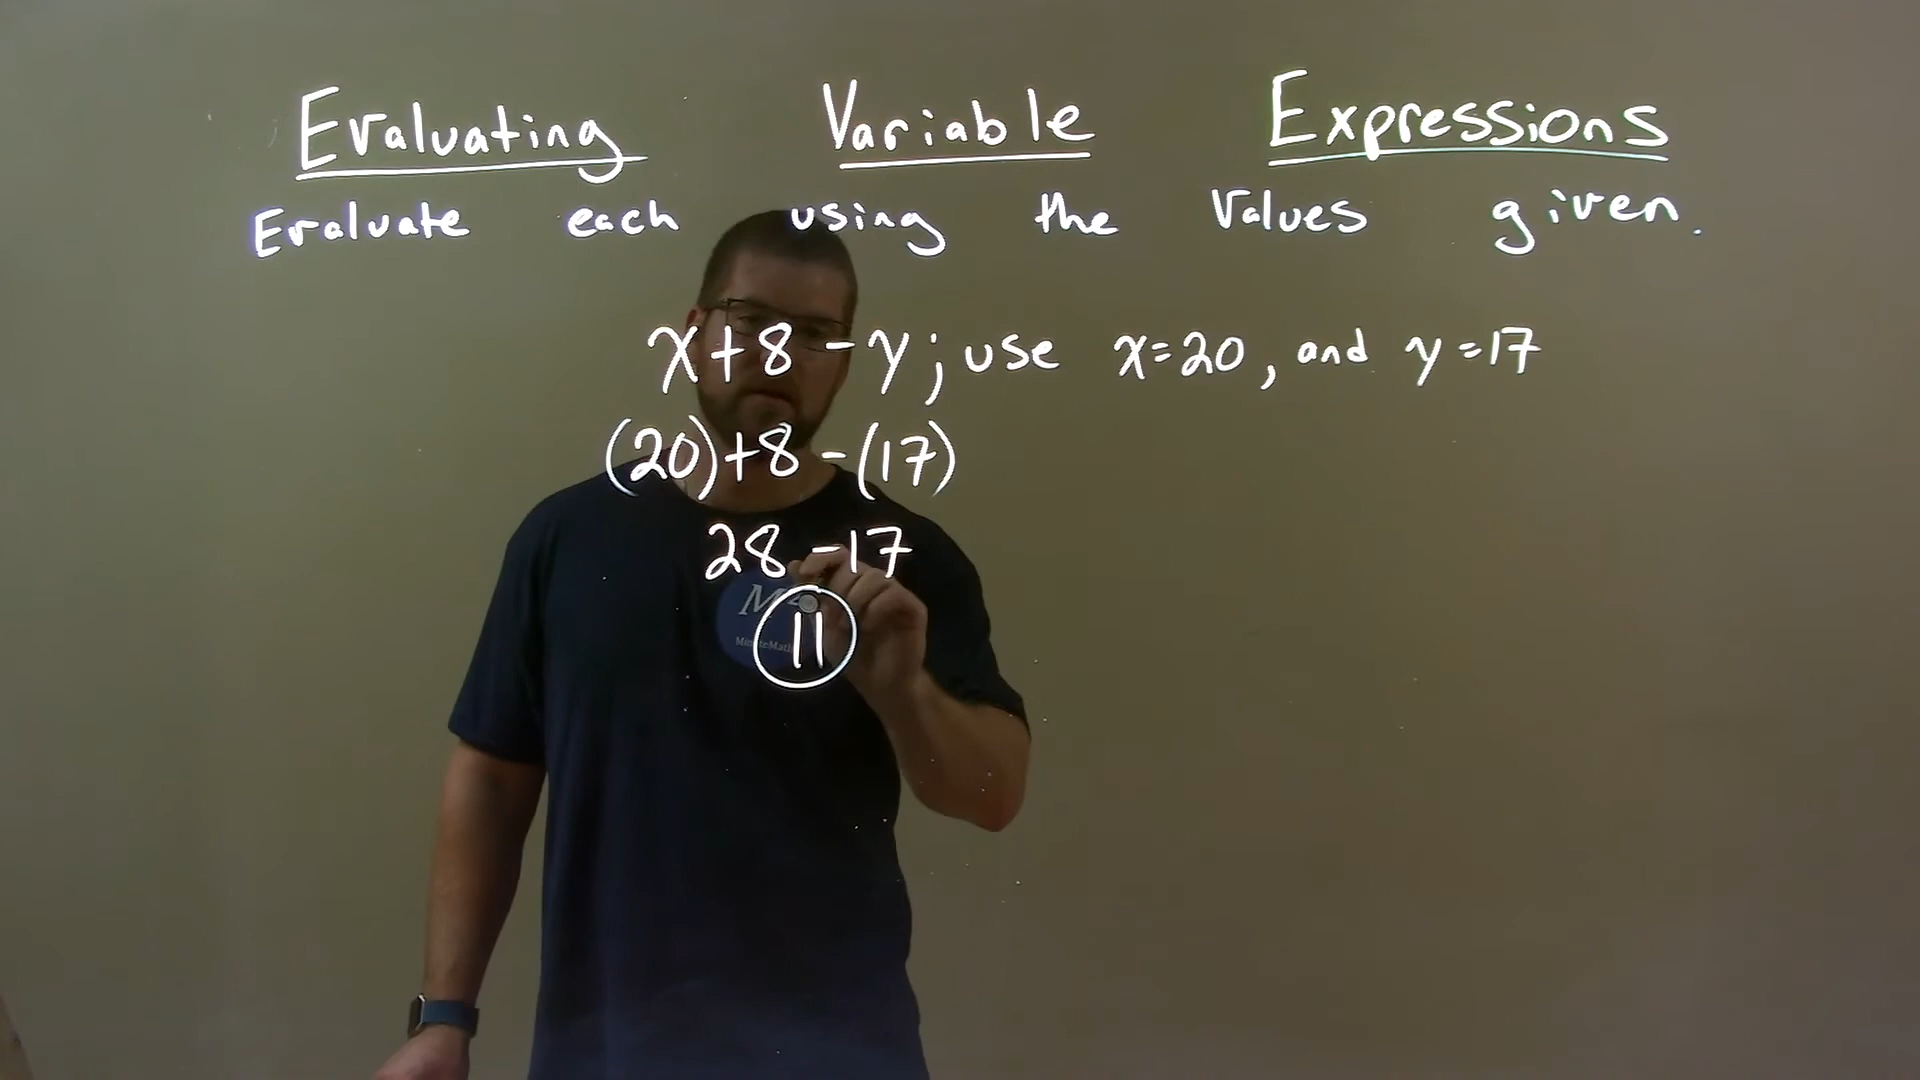 Evaluating Variable Expressions
Evaluate each using the values given.
x+8-y; use x=20, and y=17
(20)+8-(17)
28-17
11
MinuteMath